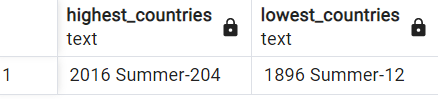 highest_countries lowest_countries
text text
1 2016 Summer-204 1896 Summer-12